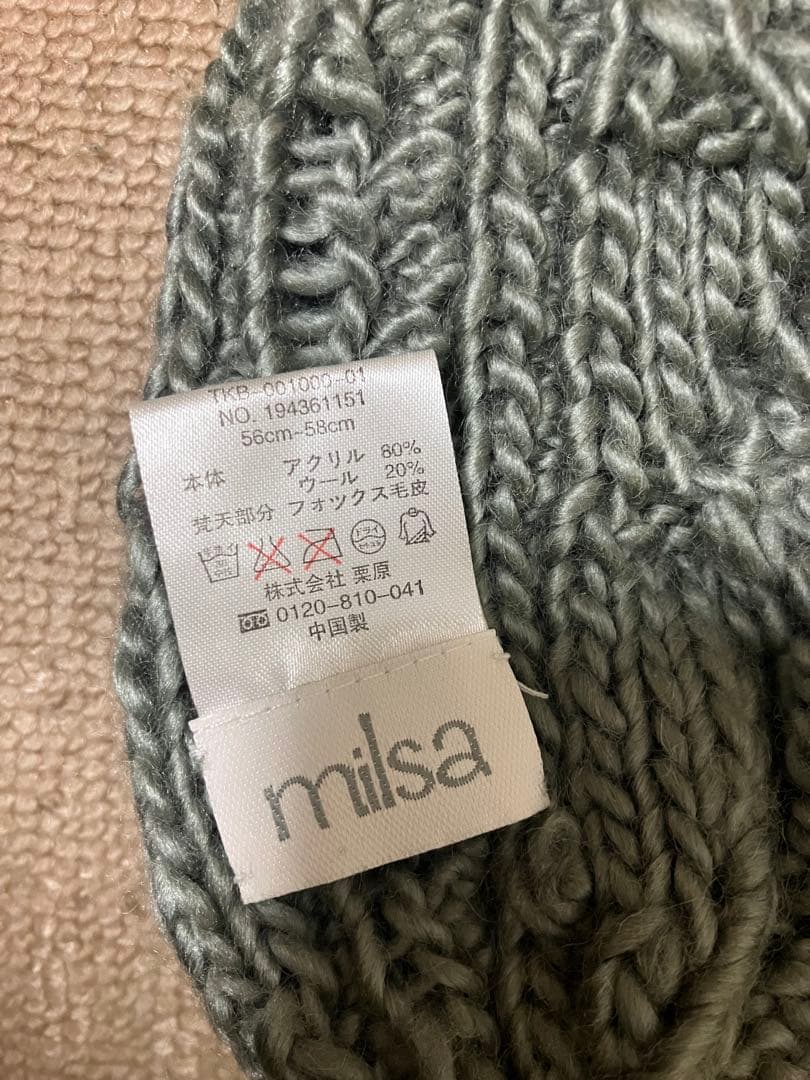 TKB-001000-01
NO. 194361151
56cm~58cm
本体 アクリル 80%
ウール 20%
梵天部分 フォックス毛皮
株式会社 栗原
0120-810-041
中国製
milsa